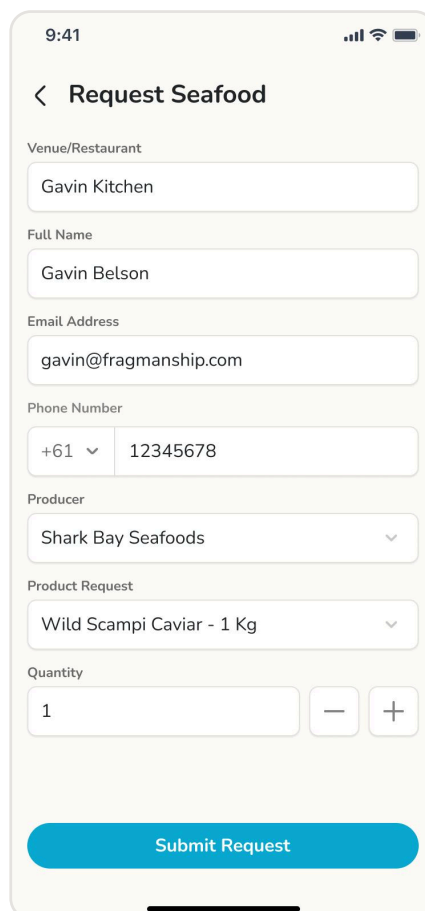 9:41
Request Seafood
Venue/Restaurant
Gavin Kitchen
Full Name
Gavin Belson
Email Address
gavin@fragmanship.com
Phone Number
+61 12345678
Producer
Shark Bay Seafoods
Product Request
Wild Scampi Caviar - 1 Kg
Quantity
1
Submit Request